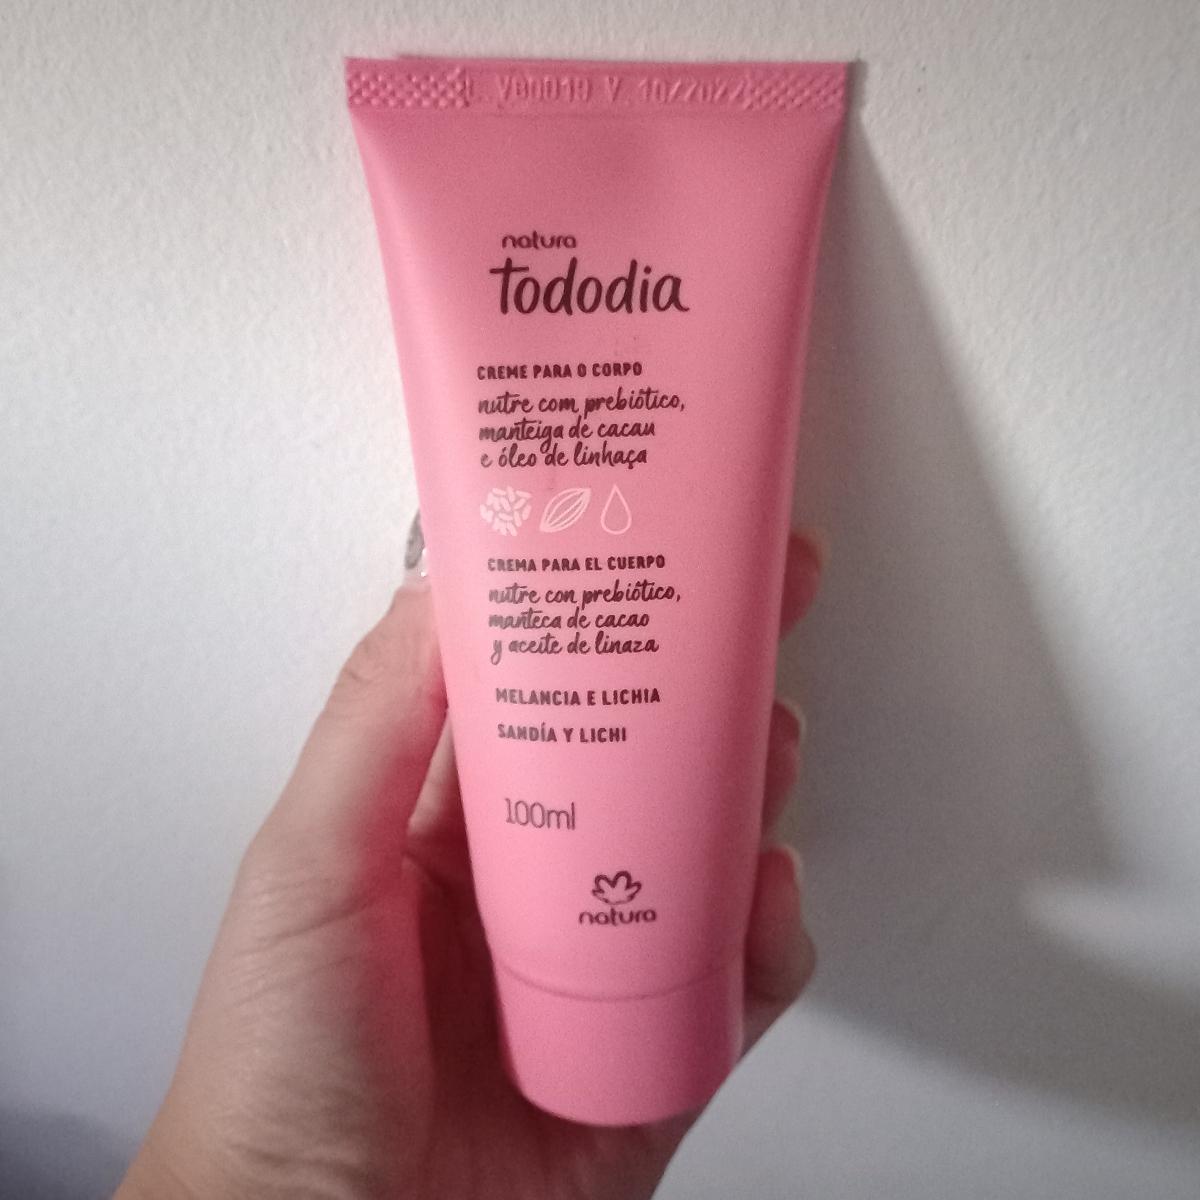 L VB0019 V 10/2022
natura
tododia
CREME PARA O CORPO
nutre com prebiótico,
manteiga de cacau
e óleo de linhaça
CREMA PARA EL CUERPO
nutre con prebiótico,
manteca de cacao
y aceite de linaza
MELANCIA E LICHIA
SANDÍA Y LICHI
100ml
natura